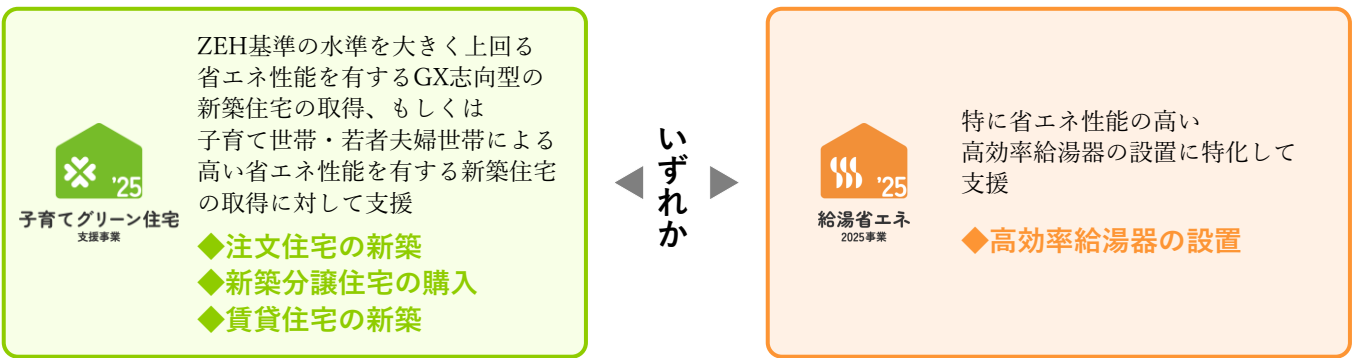 ZEH基準の水準を大きく上回る
省エネ性能を有するGX志向型の
新築住宅の取得、もしくは
子育て世帯・若者夫婦世帯による
高い省エネ性能を有する新築住宅
の取得に対して支援
'25
子育てグリーン住宅
支援事業
◆注文住宅の新築
◆新築分譲住宅の購入
◆賃貸住宅の新築
いずれか
'25
給湯省エネ
2025事業
特に省エネ性能の高い
高効率給湯器の設置に特化して
支援
◆高効率給湯器の設置